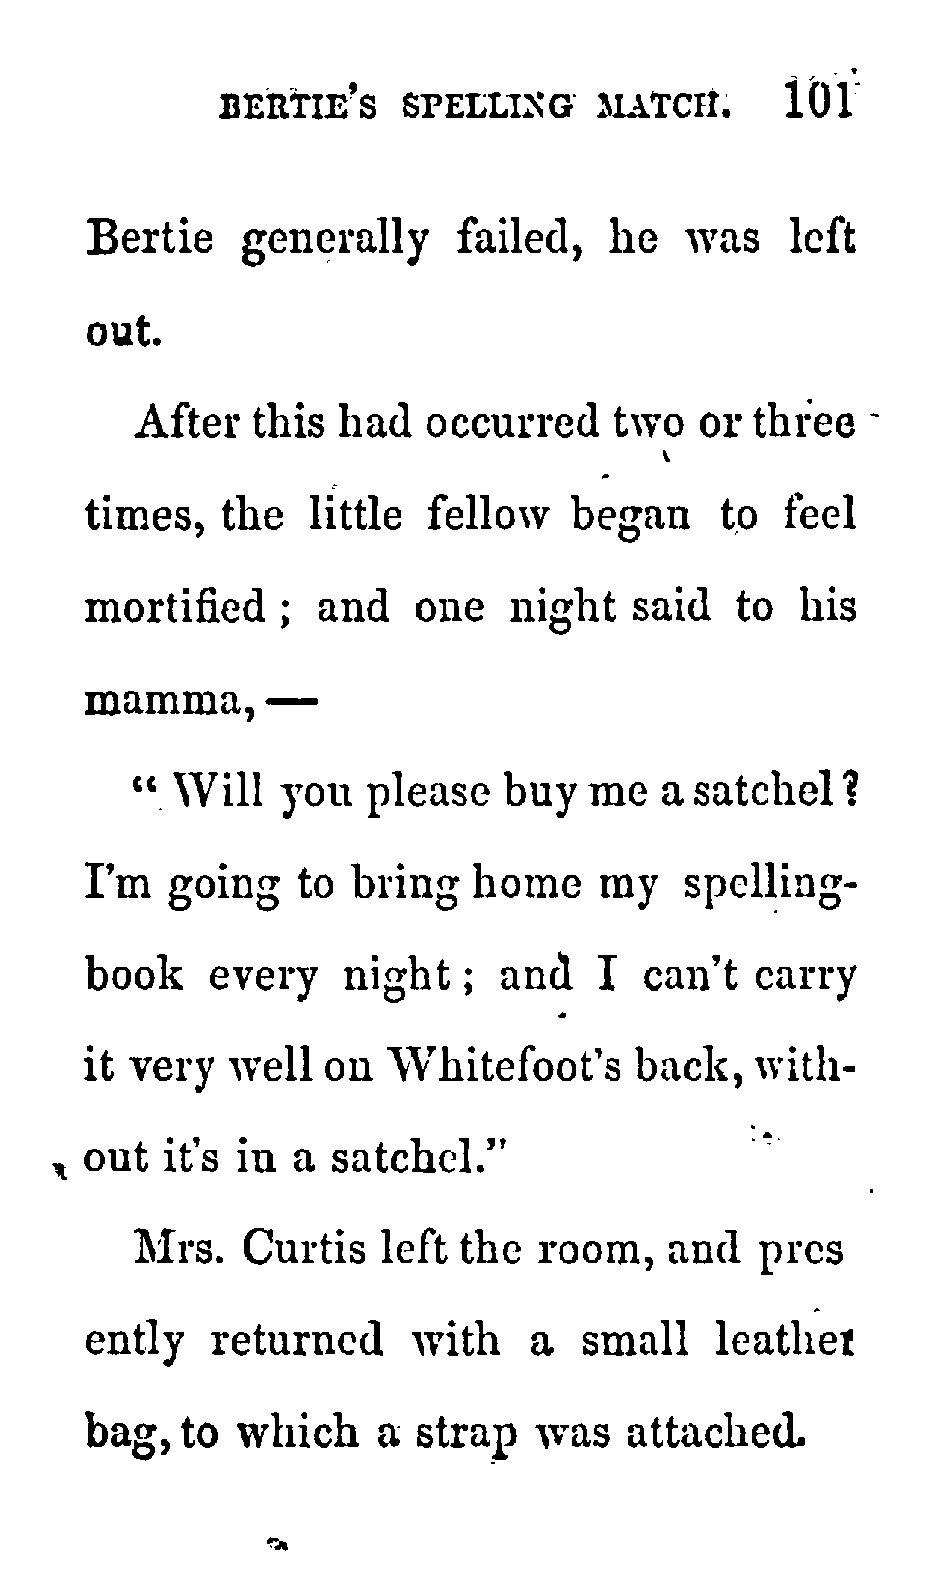 BERTIE'S SPELLING MATCH. 101
Bertie generally failed, he was left
out.
After this had occurred two or three
times, the little fellow began to feel
mortified ; and one night said to his
mamma, —
" Will you please buy me a satchel ?
I'm going to bring home my spelling-
book every night ; and I can't carry
it very well on Whitefoot's back, with-
out it's in a satchel."
Mrs. Curtis left the room, and pres
ently returned with a small leather
bag, to which a strap was attached.